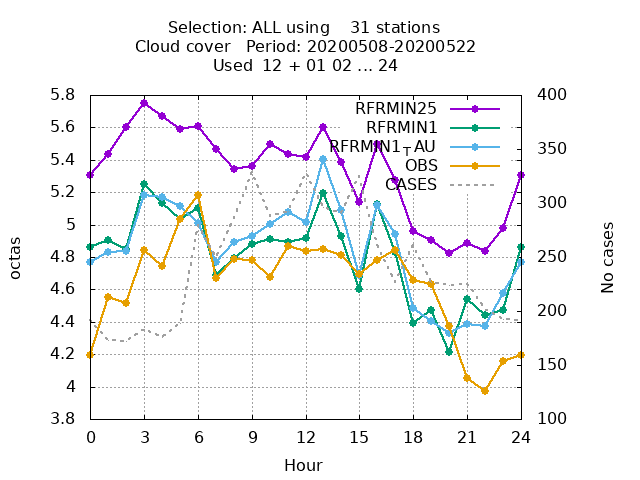 Selection: ALL using    31 stations
Cloud cover   Period: 20200508-20200522
Used  12 + 01 02 ... 24
5.8
5.6
5.4
5.2
5
4.8
4.6
4.4
4.2
4
3.8
octas
400
350
300
250
200
150
100
No cases
RFRMIN25
RFRMIN1
RFRMIN1┬AU
OBS
CASES
0 3 6 9 12 15 18 21 24
Hour